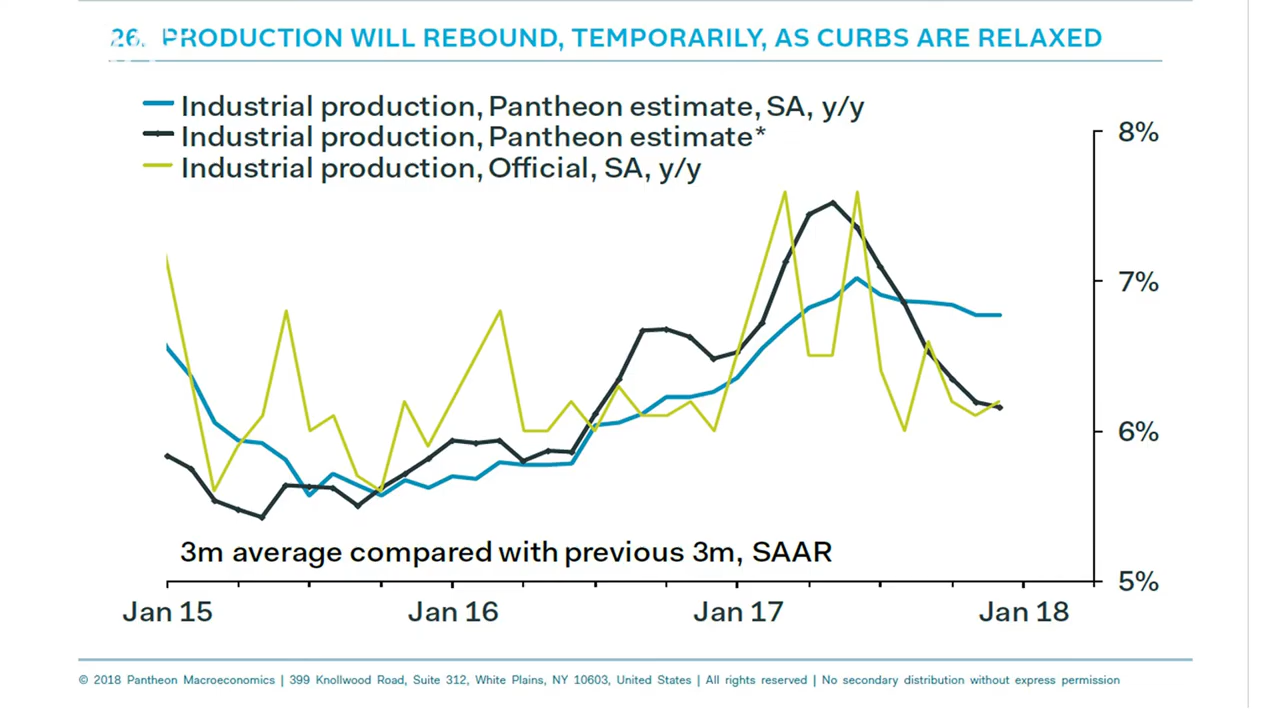 26. PRODUCTION WILL REBOUND, TEMPORARILY, AS CURBS ARE RELAXED
Industrial production, Pantheon estimate, SA, y/y
Industrial production, Pantheon estimate*
Industrial production, Official, SA, y/y
8%
7%
6%
3m average compared with previous 3m, SAAR
5%
Jan 15 Jan 16 Jan 17 Jan 18
© 2018 Pantheon Macroeconomics | 399 Knollwood Road, Suite 312, White Plains, NY 10603, United States | All rights reserved | No secondary distribution without express permission